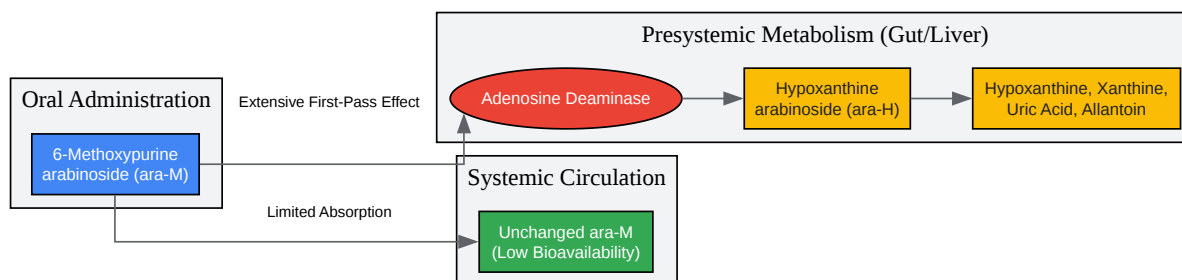 Presystemic Metabolism (Gut/Liver)
Oral Administration
Extensive First-Pass Effect
Adenosine Deaminase
Hypoxanthine
arabinoside (ara-H)
Hypoxanthine, Xanthine,
Uric Acid, Allantoin
6-Methoxypurine
arabinoside (ara-M)
Systemic Circulation
Limited Absorption
Unchanged ara-M
(Low Bioavailability)